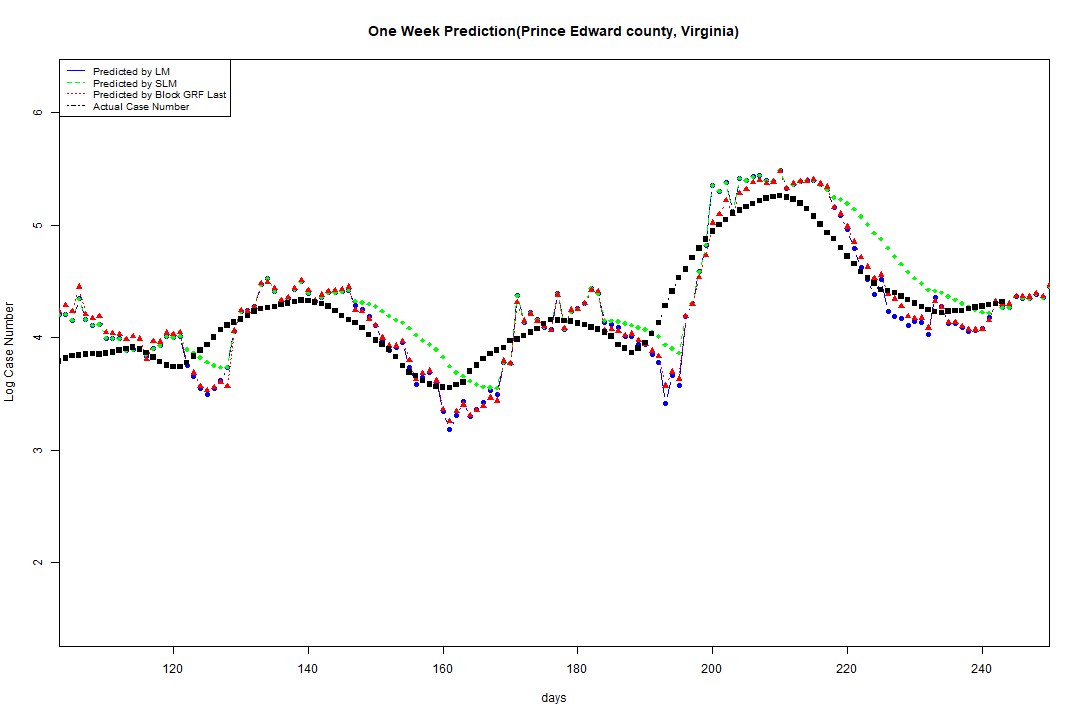 One Week Prediction(Prince Edward county, Virginia)
Predicted by LM
Predicted by SLM
Predicted by Block GRF Last
Actual Case Number
6
5
4
3
2
Log Case Number
120 140 160 180 200 220 240
days